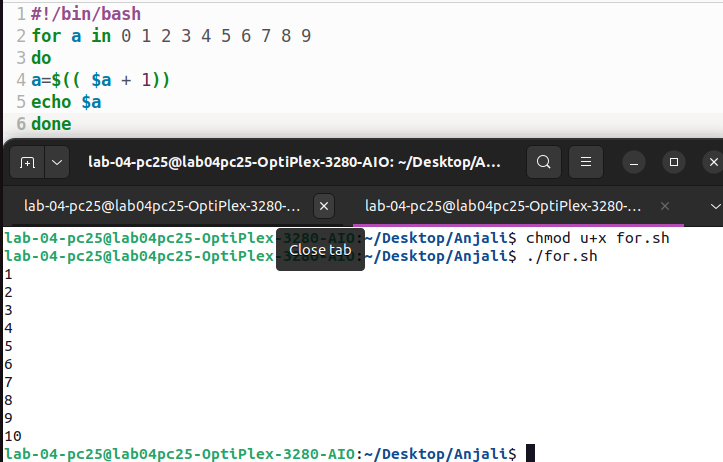 1 #!/bin/bash
2 for a in 0 1 2 3 4 5 6 7 8 9
3 do
4 a=$(( $a + 1))
5 echo $a
6 done
lab-04-pc25@lab04pc25-OptiPlex-3280-AIO: ~/Desktop/A...
lab-04-pc25@lab04pc25-OptiPlex-3280-... lab-04-pc25@lab04pc25-OptiPlex-3280-...
lab-04-pc25@lab04pc25-OptiPlex-3280-AIO:~/Desktop/Anjali$ chmod u+x for.sh
Close tab
lab-04-pc25@lab04pc25-OptiPlex-3280-AIO:~/Desktop/Anjali$ ./for.sh
1
2
3
4
5
6
7
8
9
10
lab-04-pc25@lab04pc25-OptiPlex-3280-AIO:~/Desktop/Anjali$